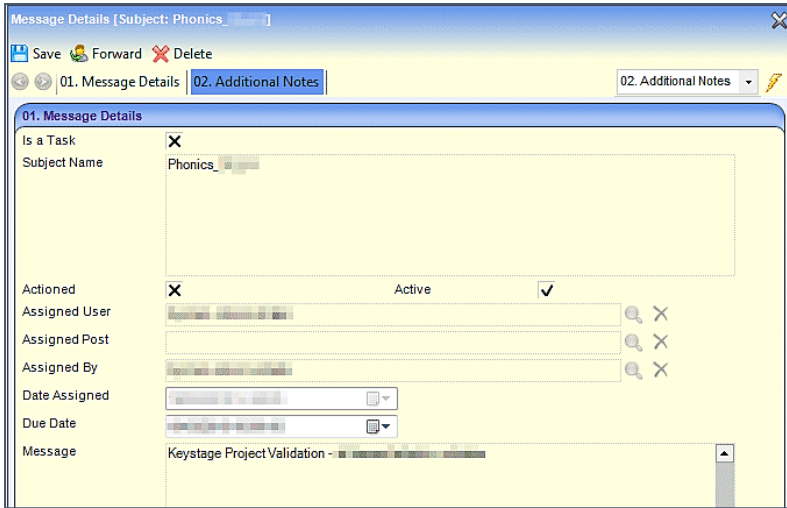 Message Details [Subject: Phonics_ ]
Save Forward Delete
01. Message Details 02. Additional Notes 02. Additional Notes
01. Message Details
Is a Task
Subject Name Phonics_
Actioned Active
Assigned User
Assigned Post
Assigned By
Date Assigned
Due Date
Message Keystage Project Validation -